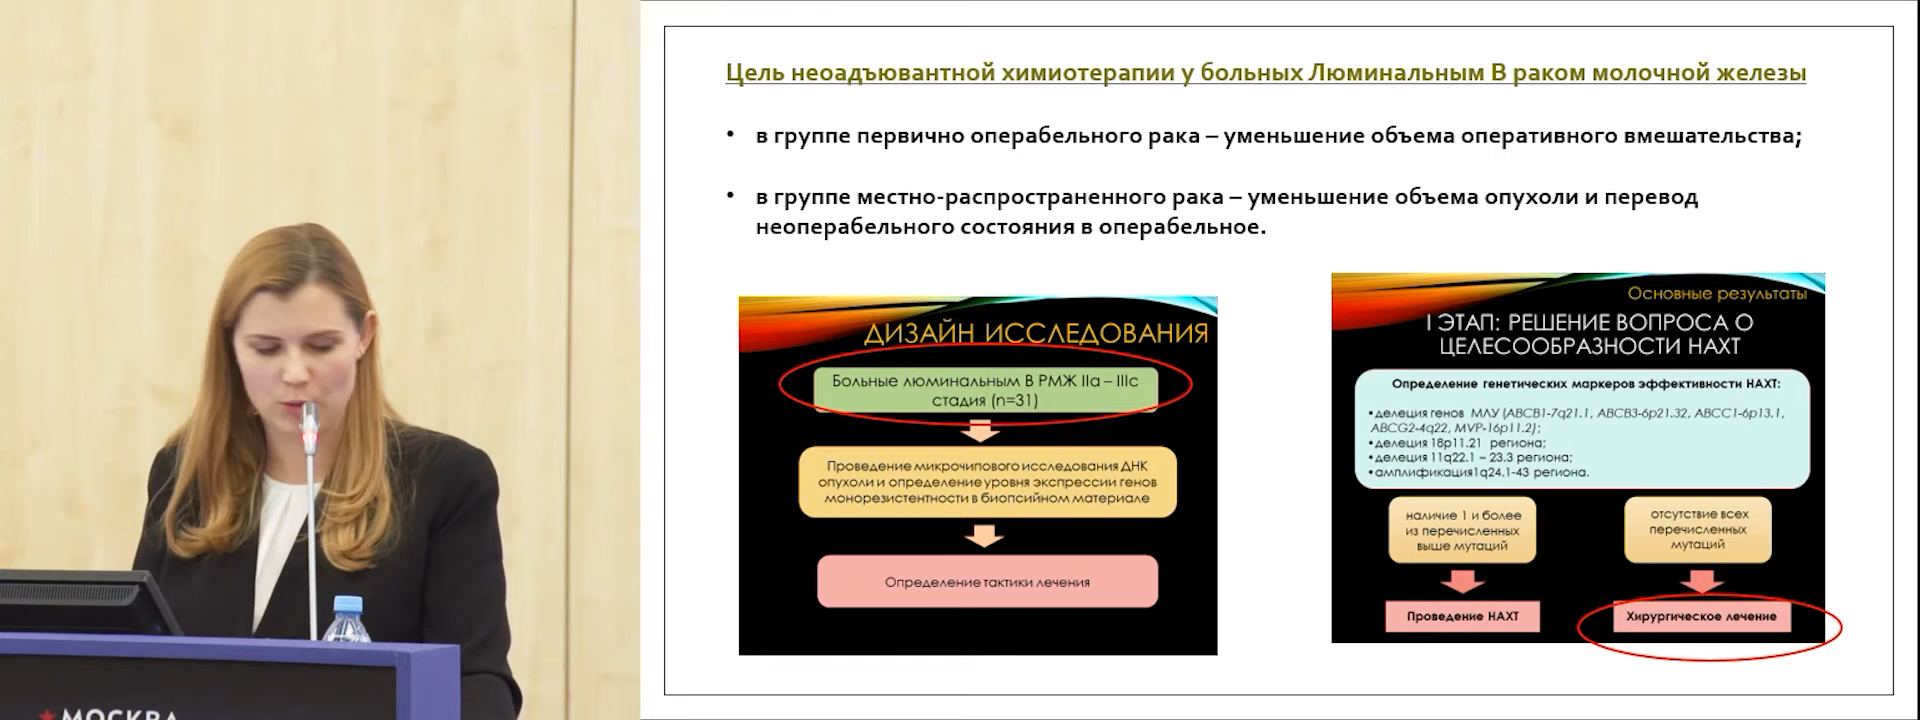 Цель неоадъювантной химиотерапии у больных Люминальным В раком молочной железы
• в группе первично операбельного рака – уменьшение объема оперативного вмешательства;
• в группе местно-распространенного рака – уменьшение объема опухоли и перевод
неоперабельного состояния в операбельное.
ДИЗАЙН ИССЛЕДОВАНИЯ
Больные люминальным В РМЖ IIa – IIIc
стадия (n=31)
Проведение микрочипового исследования ДНК
опухоли и определение уровня экспрессии генов
монорезистентности в биопсийном материале
Определение тактики лечения
Основные результаты
I ЭТАП: РЕШЕНИЕ ВОПРОСА О
ЦЕЛЕСООБРАЗНОСТИ НАХТ
Определение генетических маркеров эффективности НАХТ:
•делеция генов МЛУ (ABCB1-7q21.1, ABCB3-6p21.32, ABCC1-6p13.1,
ABCG2-4q22, MVP-16p11.2);
•делеция 18p11.21 региона;
•делеция 11q22.1 – 23.3 региона;
•амплификация1q24.1-43 региона.
наличие 1 и более
из перечисленных
выше мутаций
отсутствие всех
перечисленных
мутаций
Проведение НАХТ
Хирургическое лечение
МОСКВА